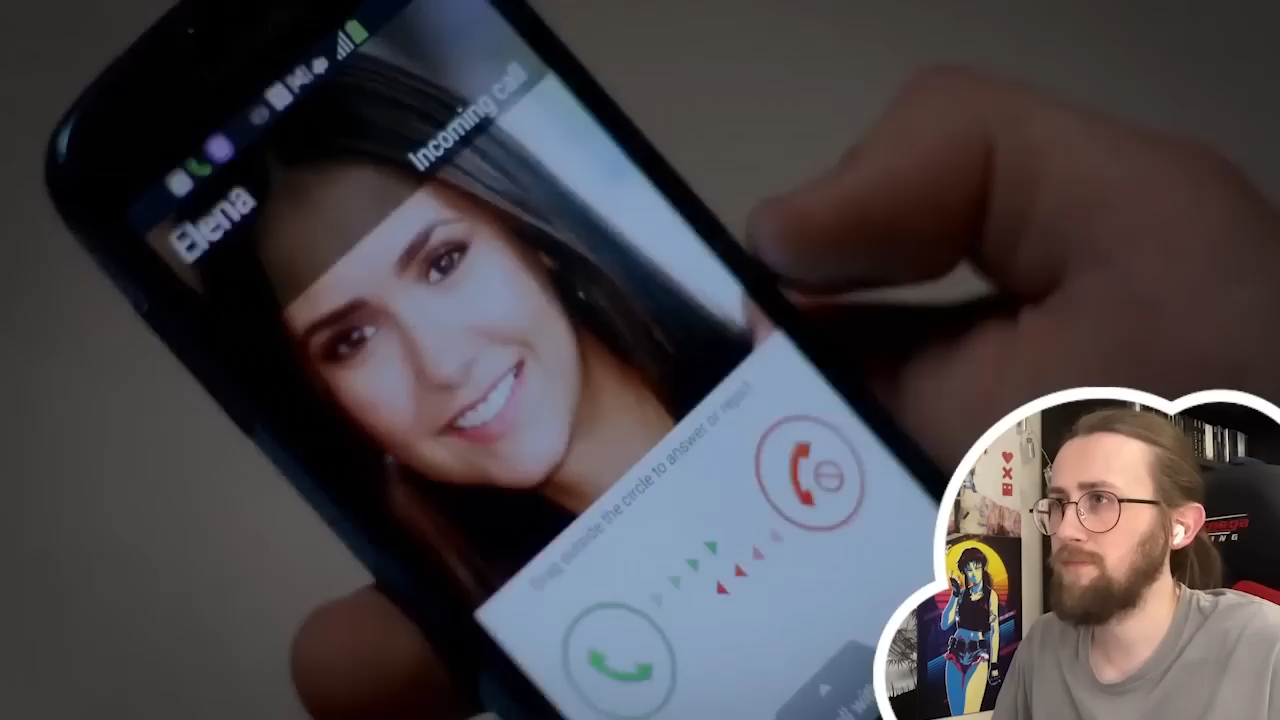 Incoming call
Elena
Drag outside the circle to answer or reject